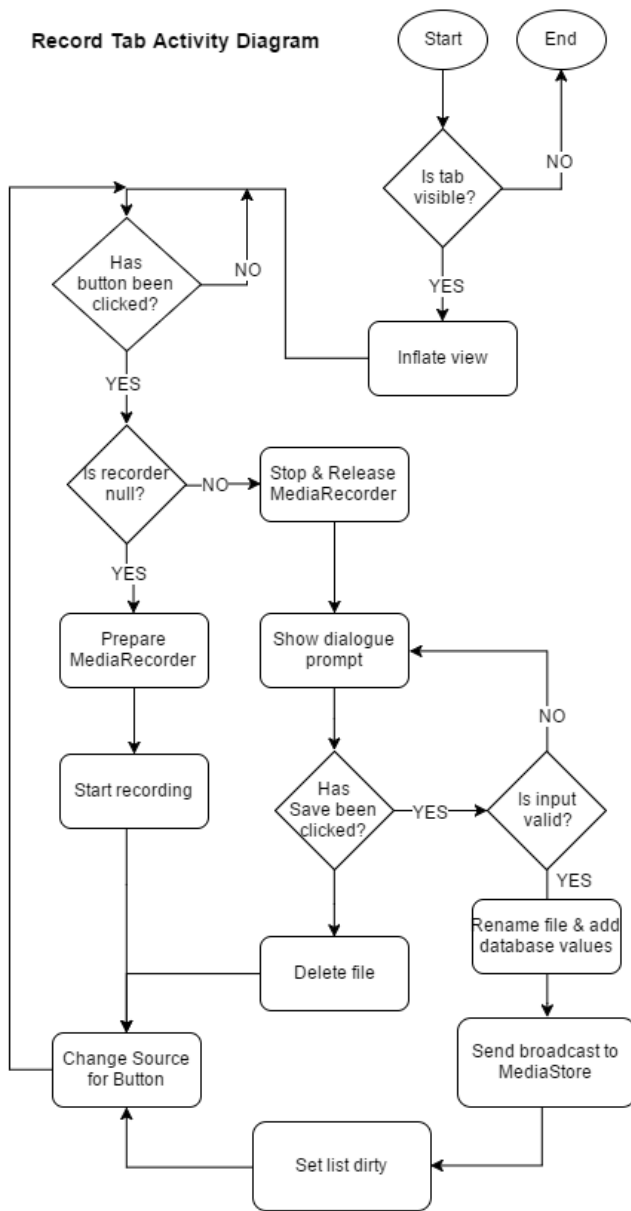 Record Tab Activity Diagram
Start
End
Is tab
visible?
NO
YES
Has
button been
clicked?
NO
Inflate view
YES
Is recorder
null?
NO
Stop & Release
MediaRecorder
YES
Prepare
MediaRecorder
Show dialogue
prompt
NO
Start recording
Has
Save been
clicked?
YES
Is input
valid?
YES
Rename file & add
database values
Delete file
Change Source
for Button
Send broadcast to
MediaStore
Set list dirty